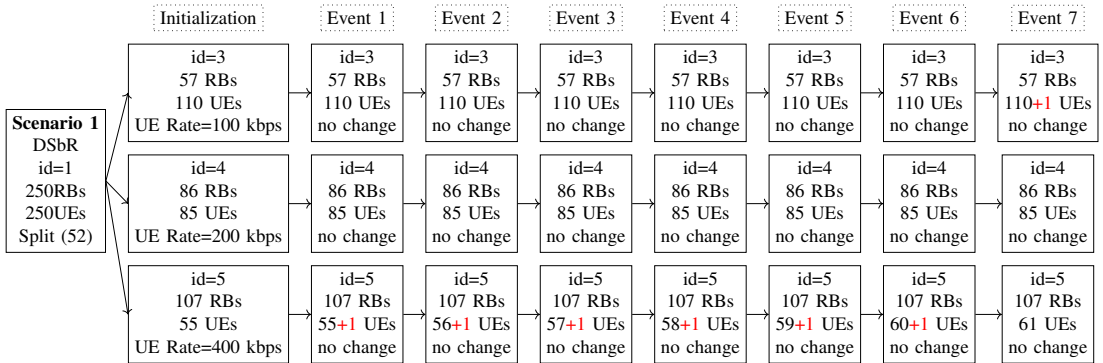 Initialization
Event 1
Event 2
Event 3
Event 4
Event 5
Event 6
Event 7
Scenario 1
DSbR
id=1
250RBs
250UEs
Split (52)
id=3
57 RBs
110 UEs
UE Rate=100 kbps
id=3
57 RBs
110 UEs
no change
id=3
57 RBs
110 UEs
no change
id=3
57 RBs
110 UEs
no change
id=3
57 RBs
110 UEs
no change
id=3
57 RBs
110 UEs
no change
id=3
57 RBs
110 UEs
no change
id=3
57 RBs
110+1 UEs
no change
id=4
86 RBs
85 UEs
UE Rate=200 kbps
id=4
86 RBs
85 UEs
no change
id=4
86 RBs
85 UEs
no change
id=4
86 RBs
85 UEs
no change
id=4
86 RBs
85 UEs
no change
id=4
86 RBs
85 UEs
no change
id=4
86 RBs
85 UEs
no change
id=4
86 RBs
85 UEs
no change
id=5
107 RBs
55 UEs
UE Rate=400 kbps
id=5
107 RBs
55+1 UEs
no change
id=5
107 RBs
56+1 UEs
no change
id=5
107 RBs
57+1 UEs
no change
id=5
107 RBs
58+1 UEs
no change
id=5
107 RBs
59+1 UEs
no change
id=5
107 RBs
60+1 UEs
no change
id=5
107 RBs
61 UEs
no change